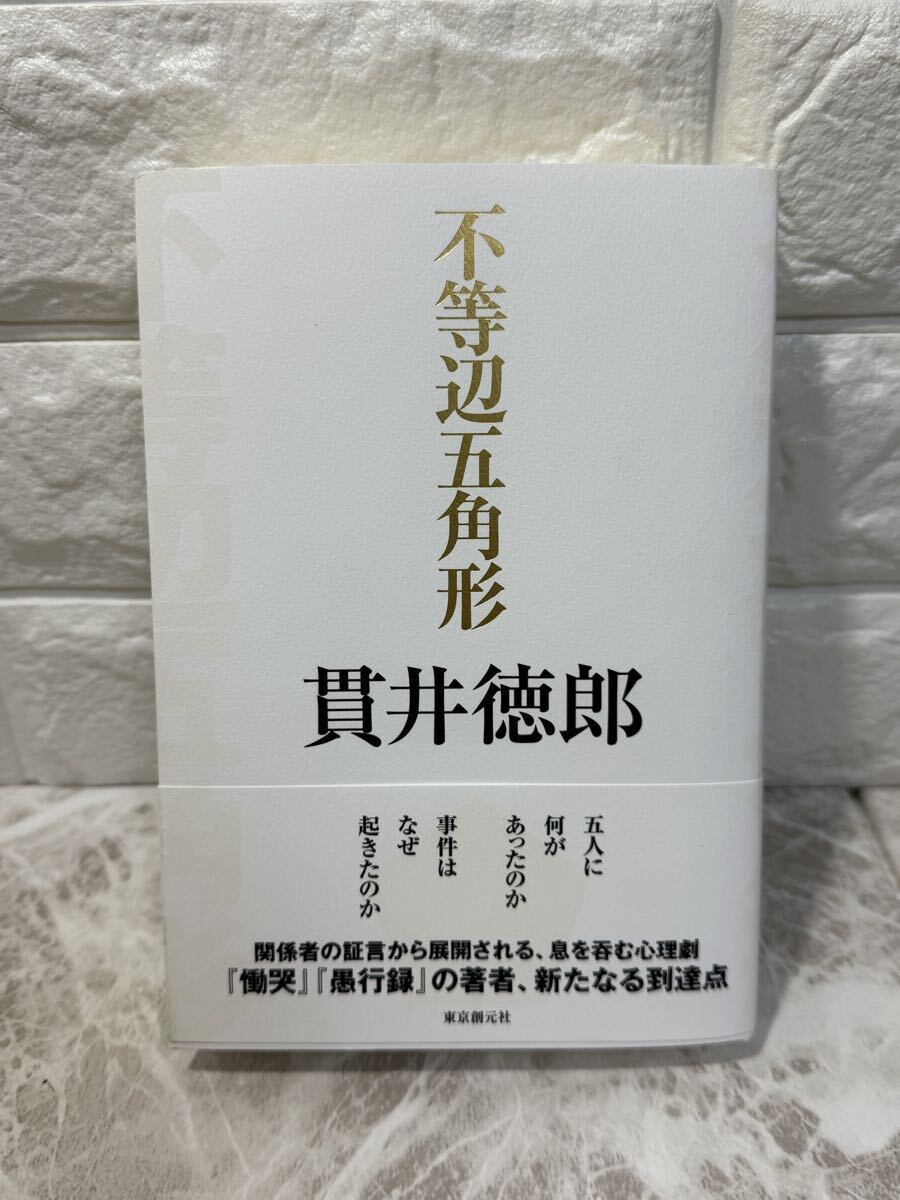 不等辺五角形
貫井徳郎
五人に
何が
あったのか
事件は
なぜ
起きたのか
関係者の証言から展開される、息を呑む心理劇
『慟哭』『愚行録』の著者、新たなる到達点
東京創元社